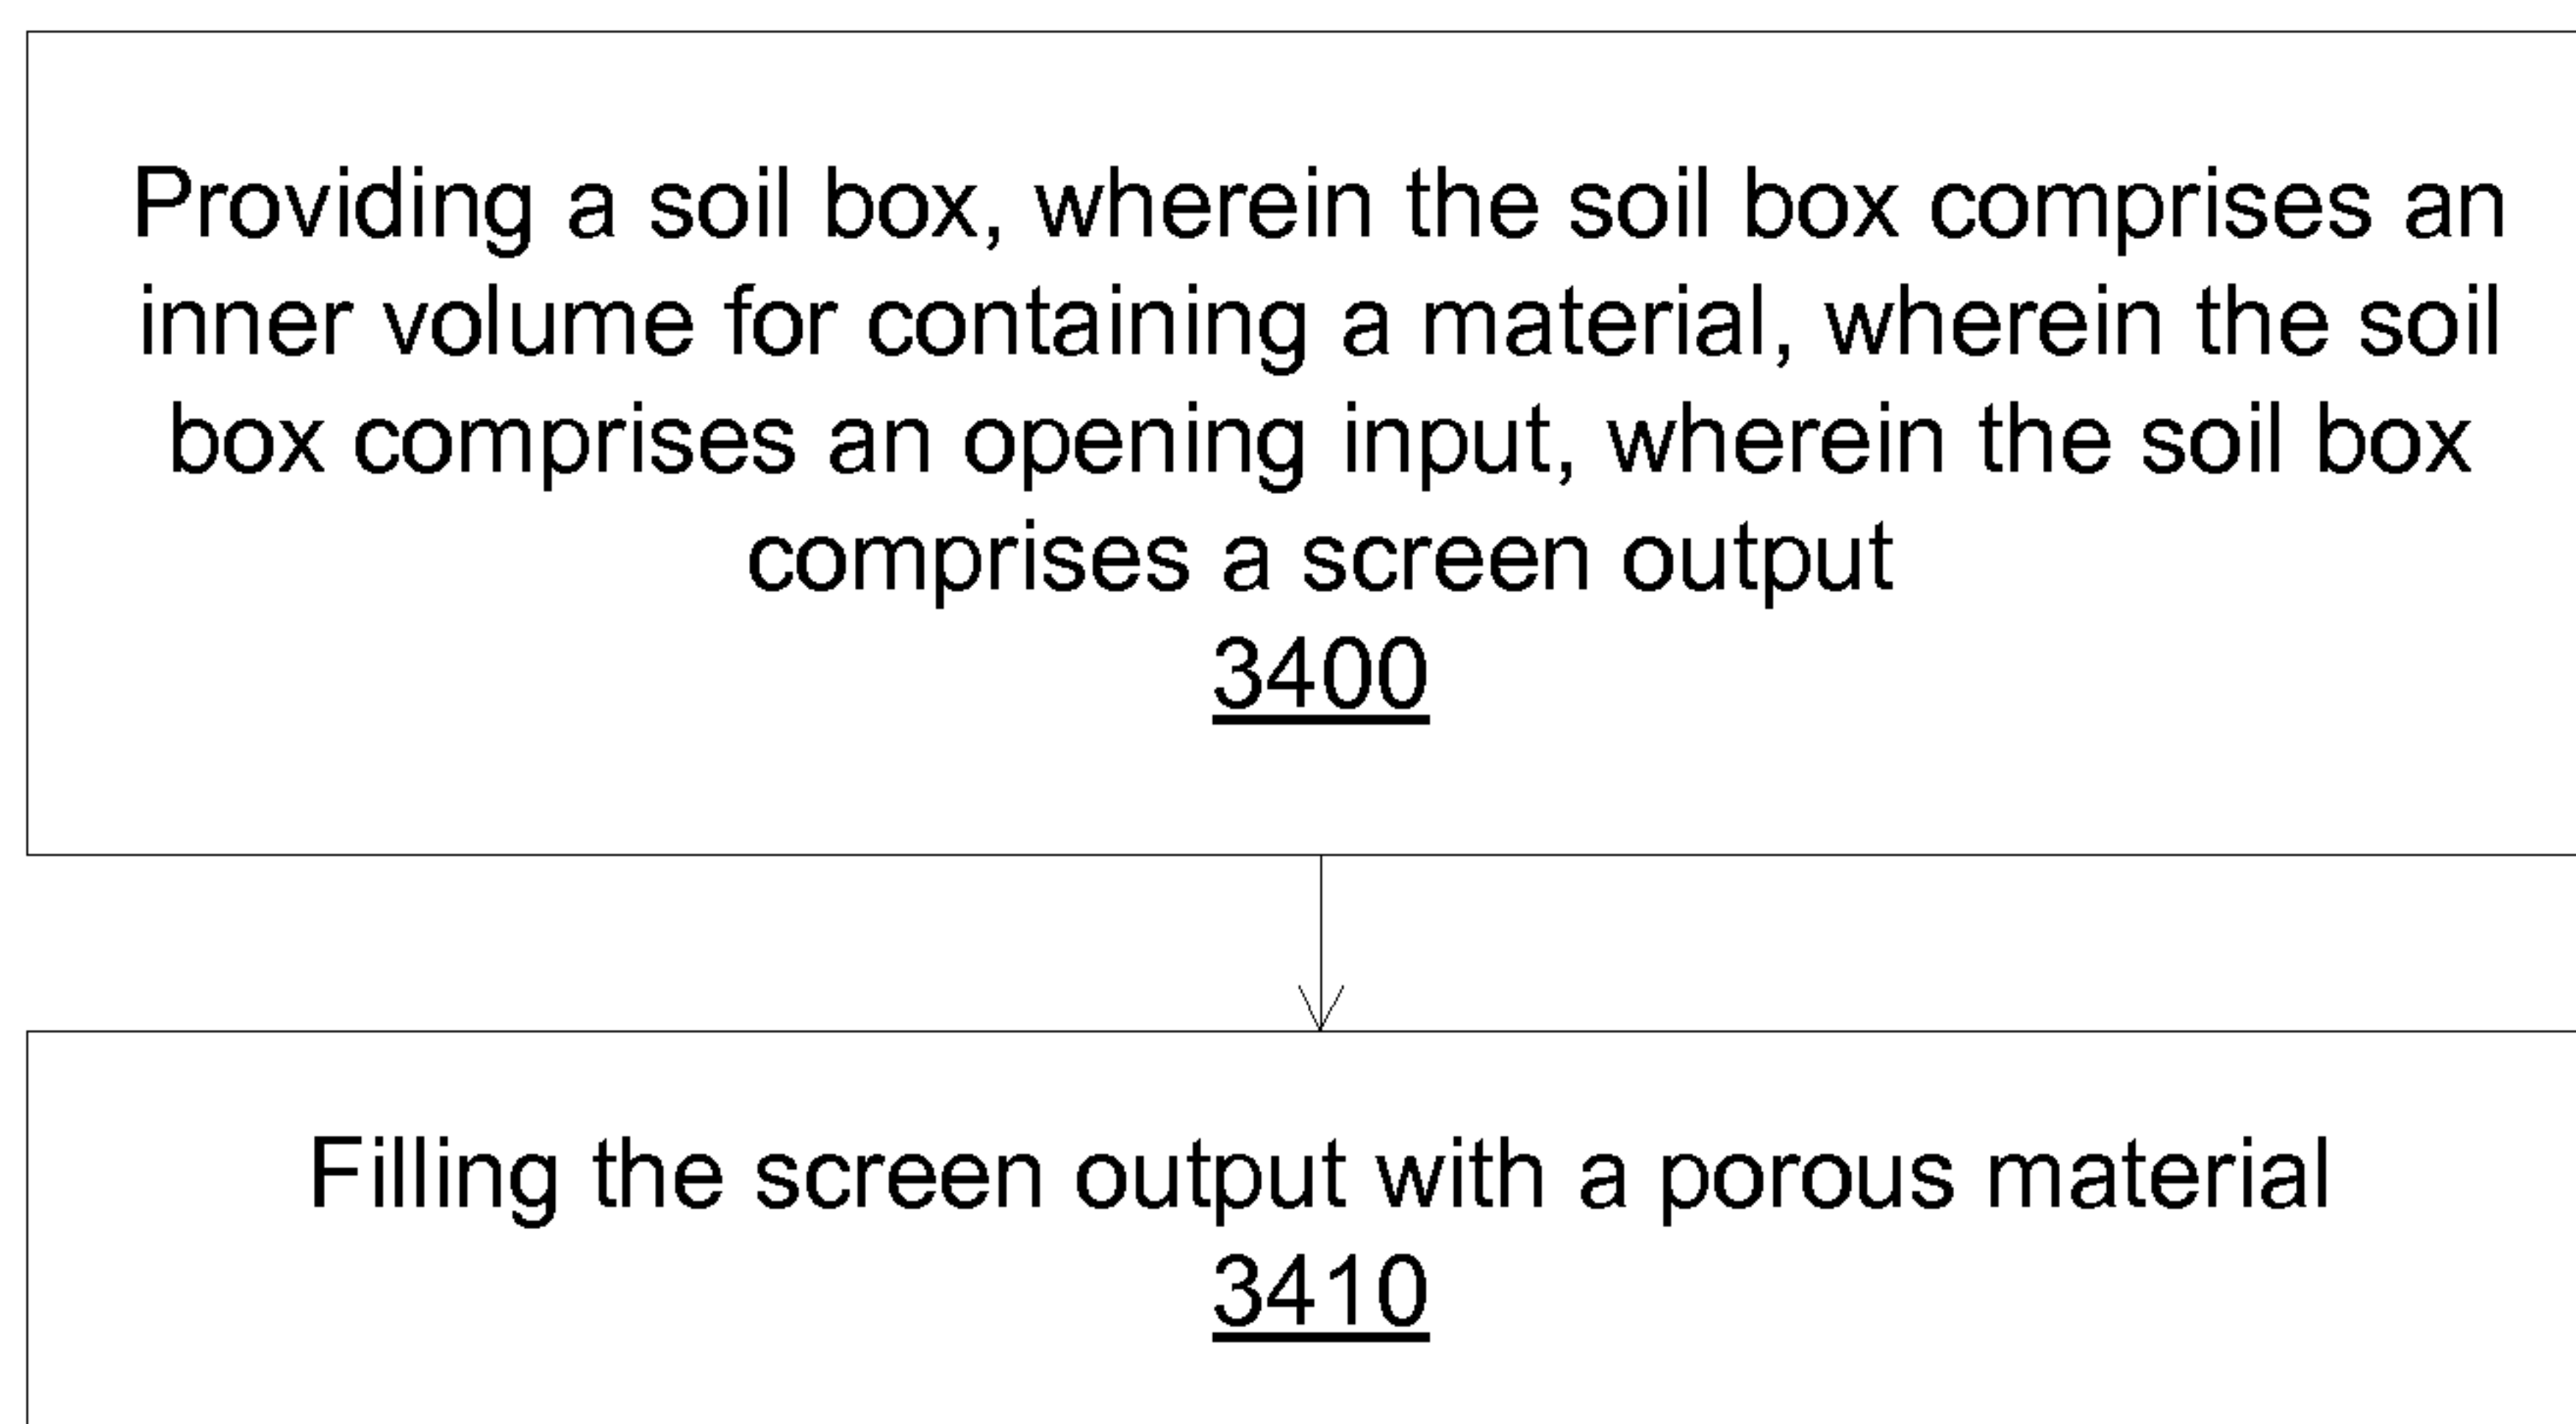 Providing a soil box, wherein the soil box comprises an
inner volume for containing a material, wherein the soil
box comprises an opening input, wherein the soil box
comprises a screen output
3400
Filling the screen output with a porous material
3410